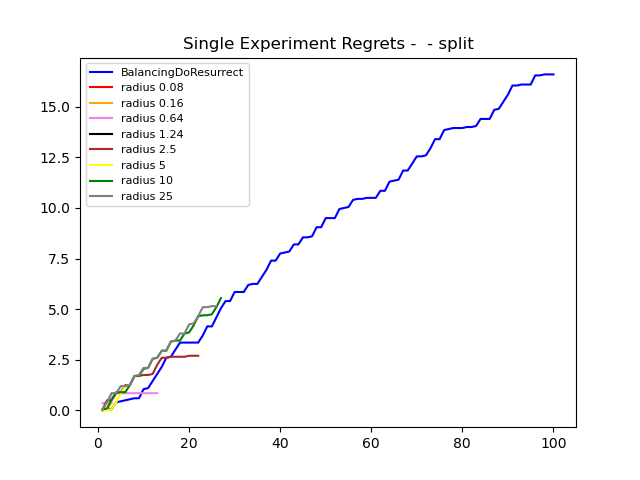 Single Experiment Regrets -  - split
BalancingDoResurrect
radius 0.08
radius 0.16
radius 0.64
radius 1.24
radius 2.5
radius 5
radius 10
radius 25
15.0
12.5
10.0
7.5
5.0
2.5
0.0
0 20 40 60 80 100